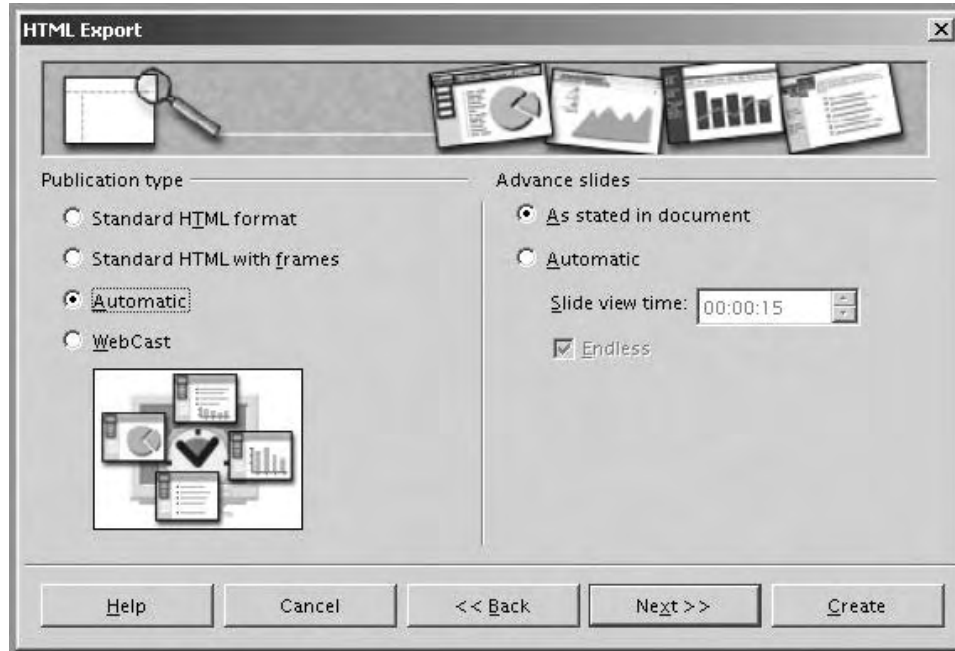 HTML Export
Publication type
Standard HTML format
Standard HTML with frames
Automatic
WebCast
Advance slides
As stated in document
Automatic
Slide view time: 00:00:15
Endless
Help Cancel << Back Next >> Create